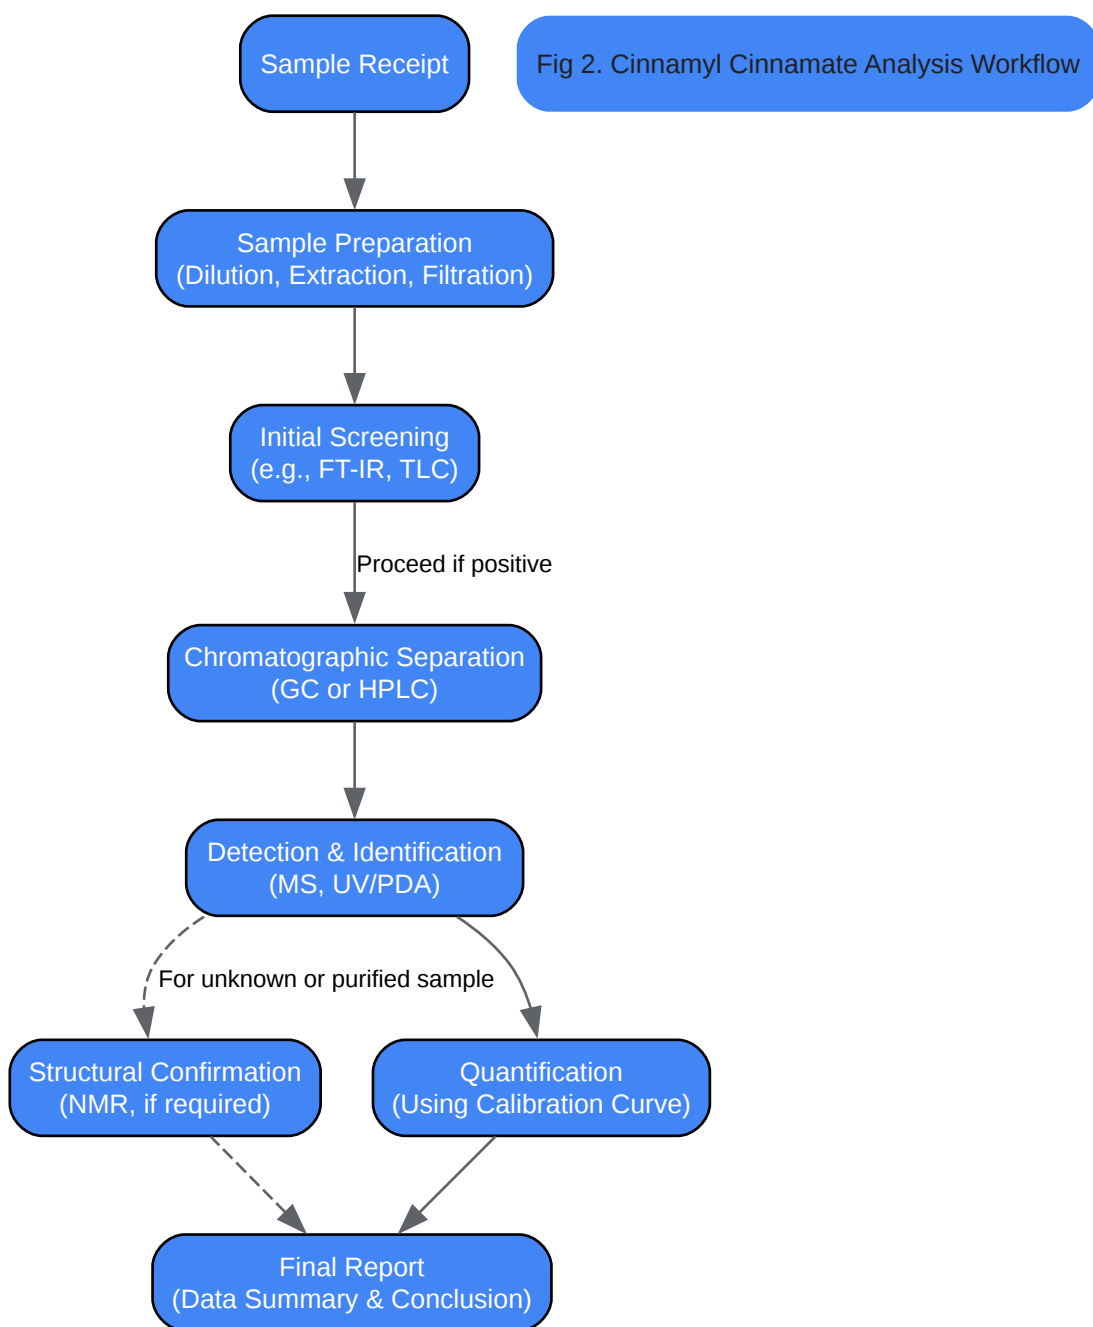 Sample Receipt
Fig 2. Cinnamyl Cinnamate Analysis Workflow
Sample Preparation
(Dilution, Extraction, Filtration)
Initial Screening
(e.g., FT-IR, TLC)
Proceed if positive
Chromatographic Separation
(GC or HPLC)
Detection & Identification
(MS, UV/PDA)
For unknown or purified sample
Structural Confirmation
(NMR, if required)
Quantification
(Using Calibration Curve)
Final Report
(Data Summary & Conclusion)